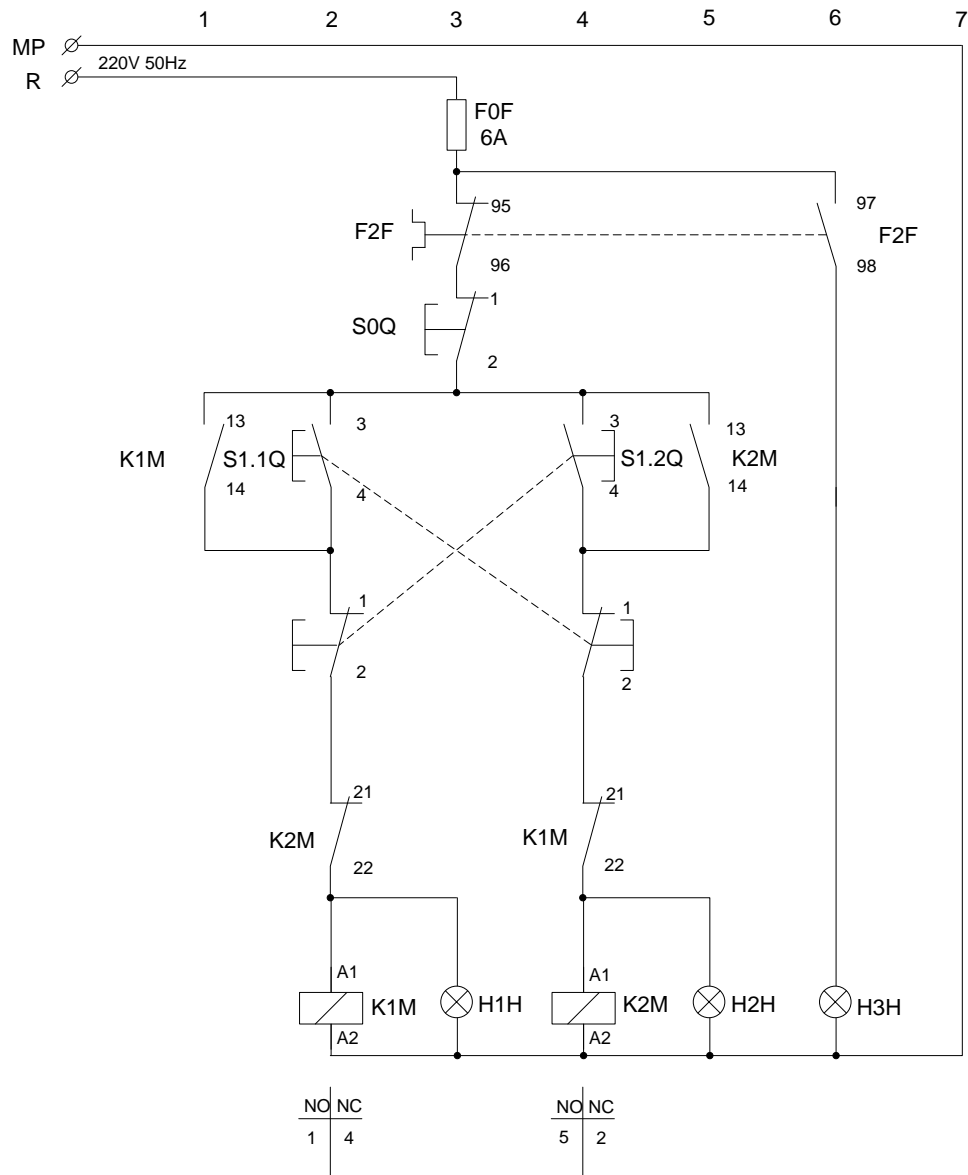 1 2 3 4 5 6 7
MP
220V 50Hz
R
F0F
6A
95 97
F2F F2F
96 98
1
S0Q
2
13 3 3 13
K1M S1.1Q S1.2Q K2M
14 4 4 14
1 1
2 2
21 21
K2M K1M
22 22
A1 A1
K1M H1H K2M H2H H3H
A2 A2
NO NC NO NC
1 4 5 2